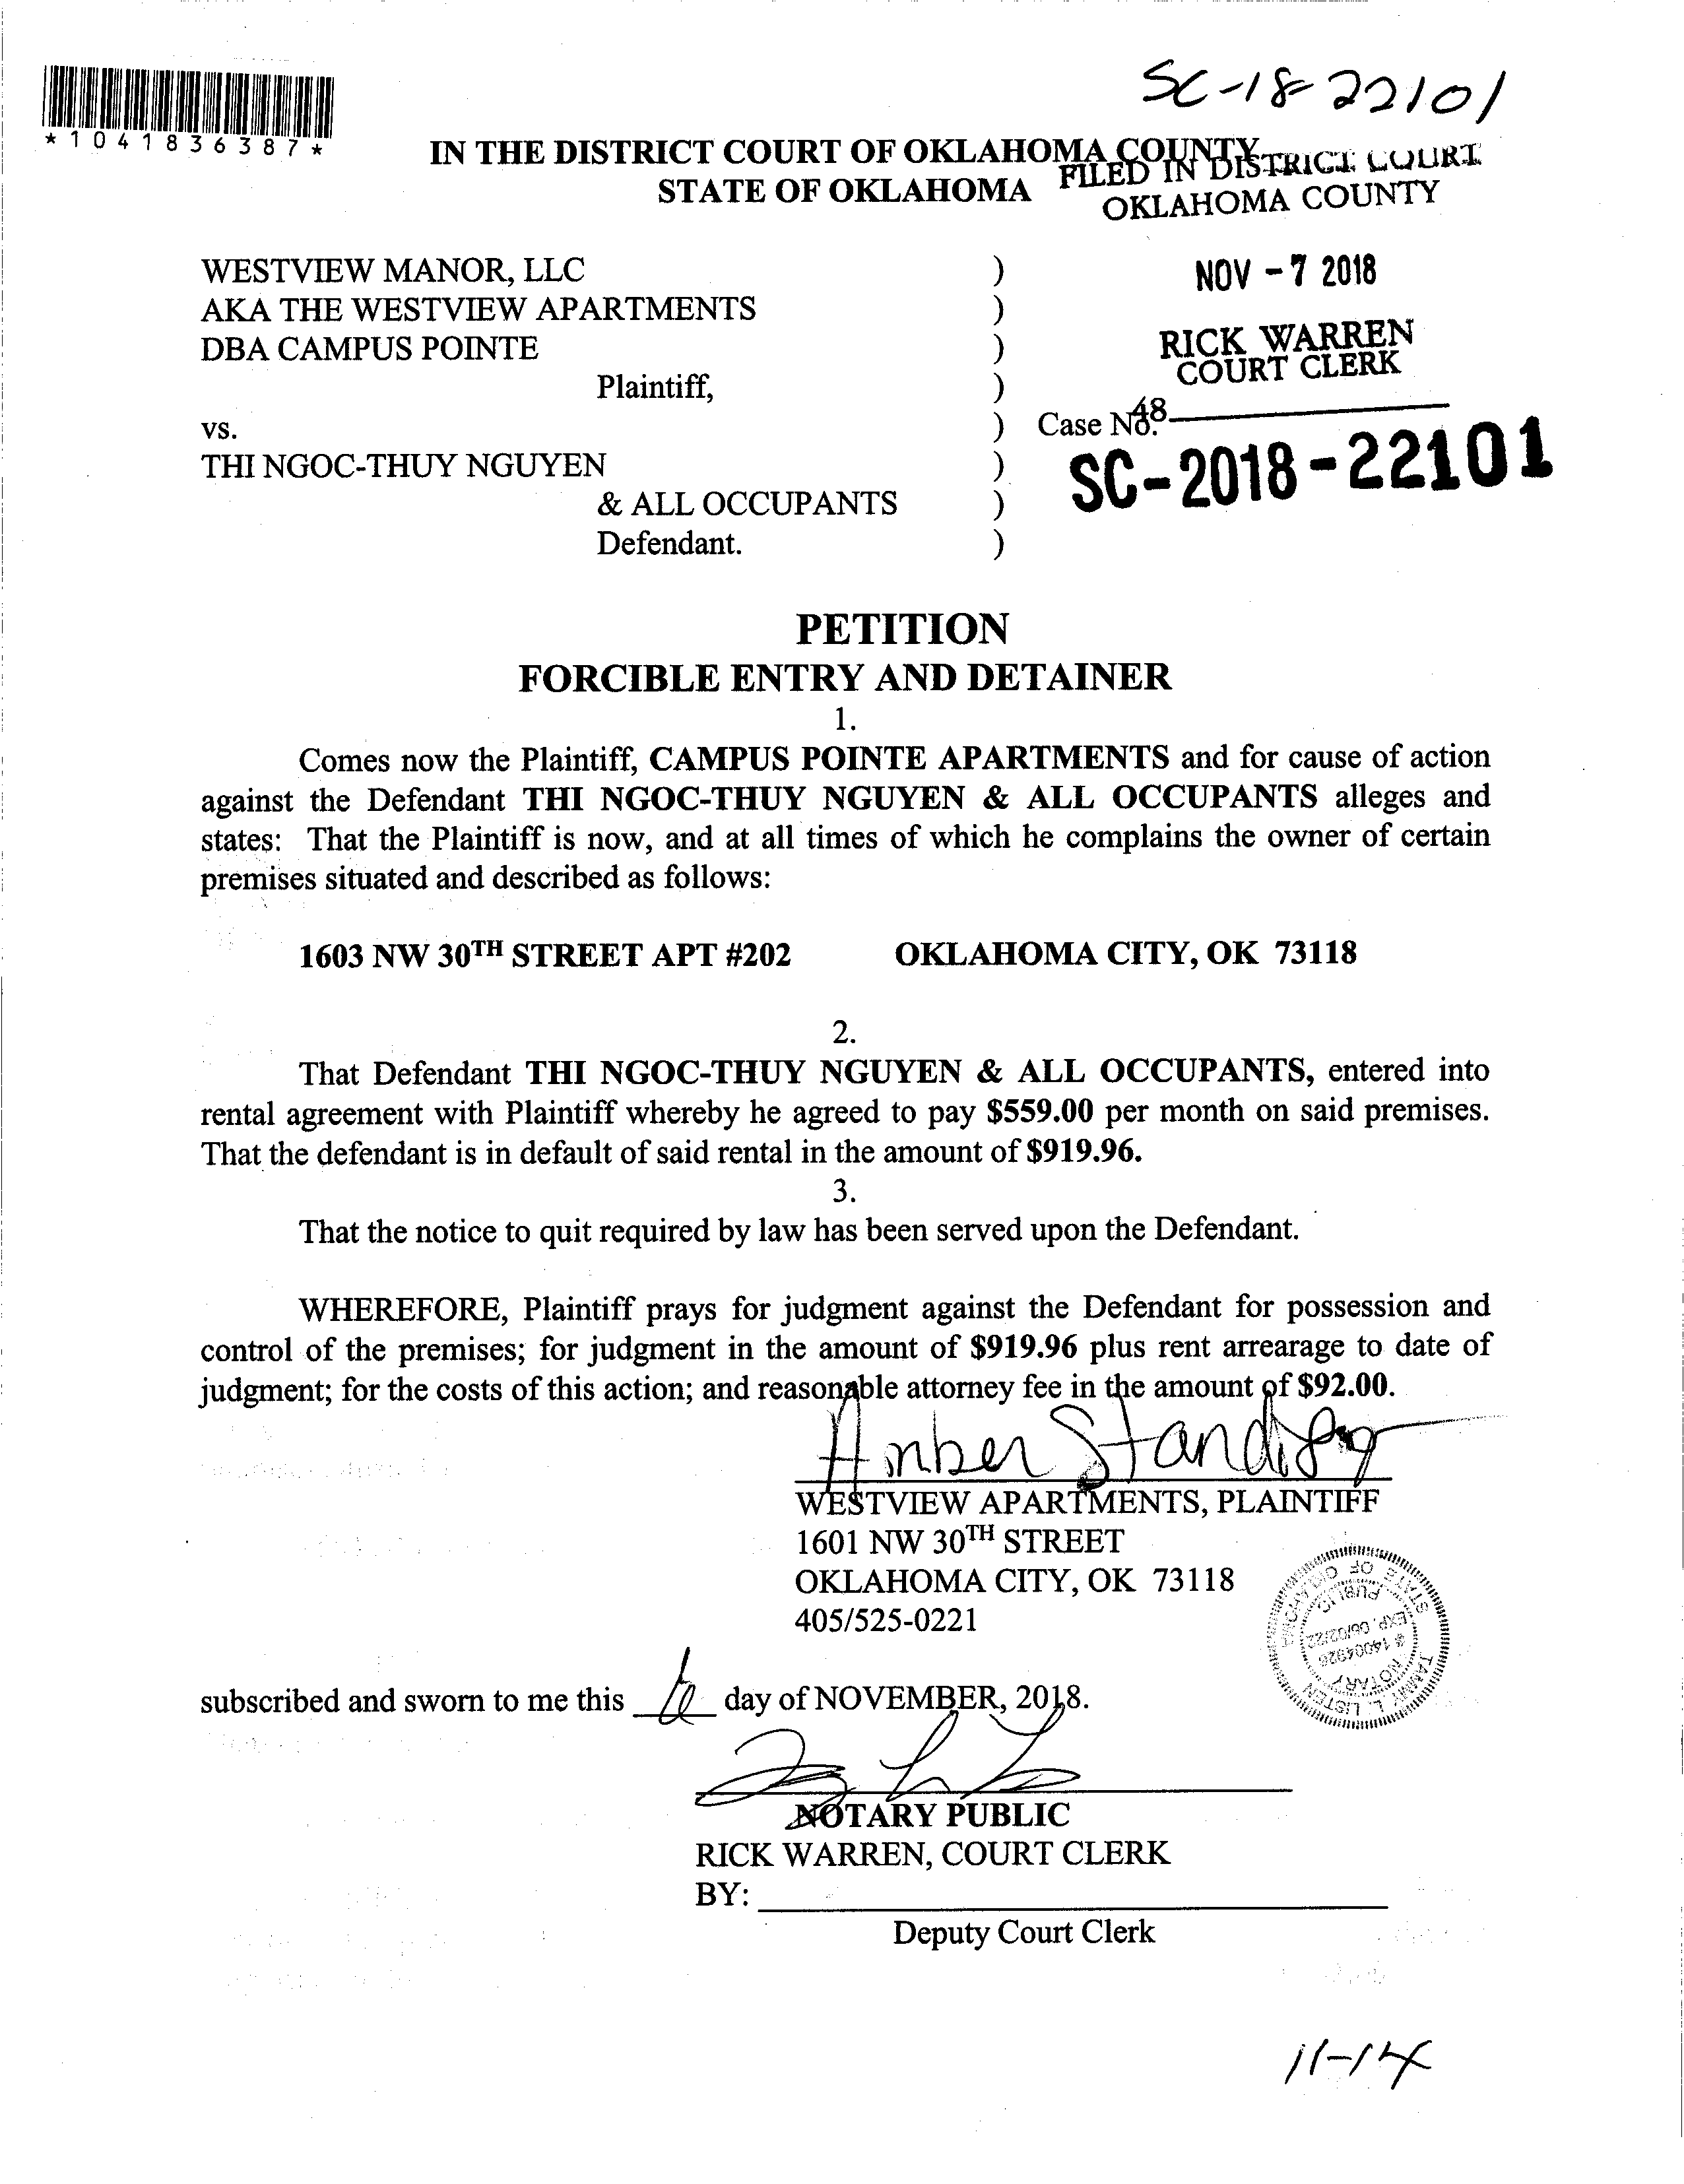 SC-18-22101
*1041836387*
IN THE DISTRICT COURT OF OKLAHOMA COUNTY
STATE OF OKLAHOMA
FILED IN DISTRICT COURT
OKLAHOMA COUNTY
NOV -7 2018
RICK WARREN
COURT CLERK
48
WESTVIEW MANOR, LLC )
AKA THE WESTVIEW APARTMENTS )
DBA CAMPUS POINTE )
Plaintiff, )
vs. ) Case No.
THI NGOC-THUY NGUYEN ) SC-2018-22101
& ALL OCCUPANTS )
Defendant. )
PETITION
FORCIBLE ENTRY AND DETAINER
1.
Comes now the Plaintiff, CAMPUS POINTE APARTMENTS and for cause of action
against the Defendant THI NGOC-THUY NGUYEN & ALL OCCUPANTS alleges and
states: That the Plaintiff is now, and at all times of which he complains the owner of certain
premises situated and described as follows:
1603 NW 30TH STREET APT #202 OKLAHOMA CITY, OK 73118
2.
That Defendant THI NGOC-THUY NGUYEN & ALL OCCUPANTS, entered into
rental agreement with Plaintiff whereby he agreed to pay $559.00 per month on said premises.
That the defendant is in default of said rental in the amount of $919.96.
3.
That the notice to quit required by law has been served upon the Defendant.
WHEREFORE, Plaintiff prays for judgment against the Defendant for possession and
control of the premises; for judgment in the amount of $919.96 plus rent arrearage to date of
judgment; for the costs of this action; and reasonable attorney fee in the amount of $92.00.
Amber
WESTVIEW APARTMENTS, PLAINTIFF
1601 NW 30TH STREET
OKLAHOMA CITY, OK 73118
405/525-0221
TAMMY L. LISTEN
NOTARY
# 14004926
EXP. 06/02/22
PUBLIC
STATE OF OKLAHOMA
subscribed and sworn to me this day of NOVEMBER, 2018.
NOTARY PUBLIC
RICK WARREN, COURT CLERK
BY:
Deputy Court Clerk
11-14